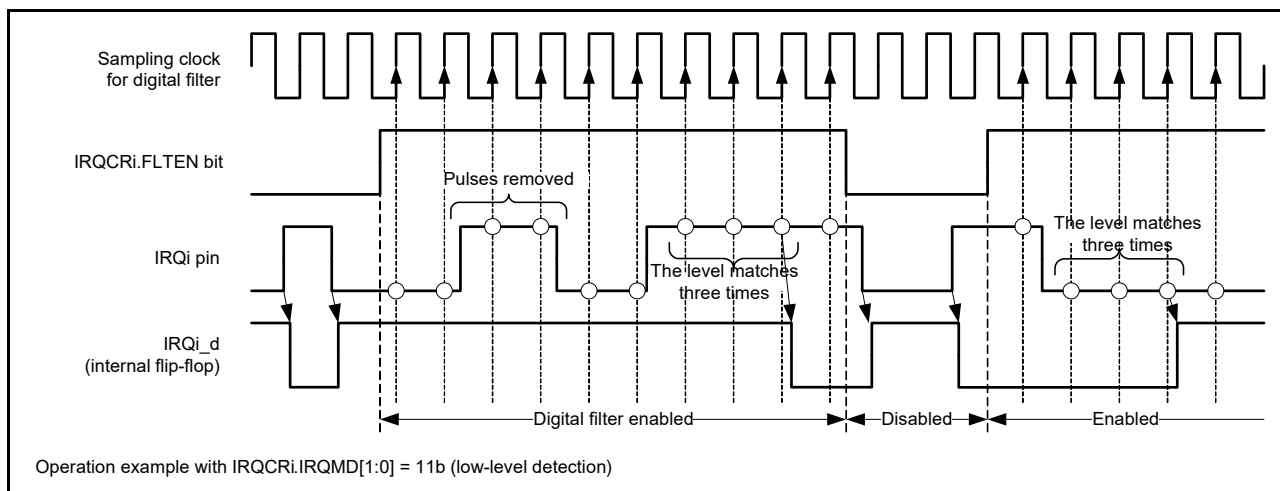 Sampling clock
for digital filter
IRQCRi.FLTEN bit
Pulses removed
IRQi pin
The level matches
three times
The level matches
three times
IRQi_d
(internal flip-flop)
Digital filter enabled
Disabled
Enabled
Operation example with IRQCRi.IRQMD[1:0] = 11b (low-level detection)